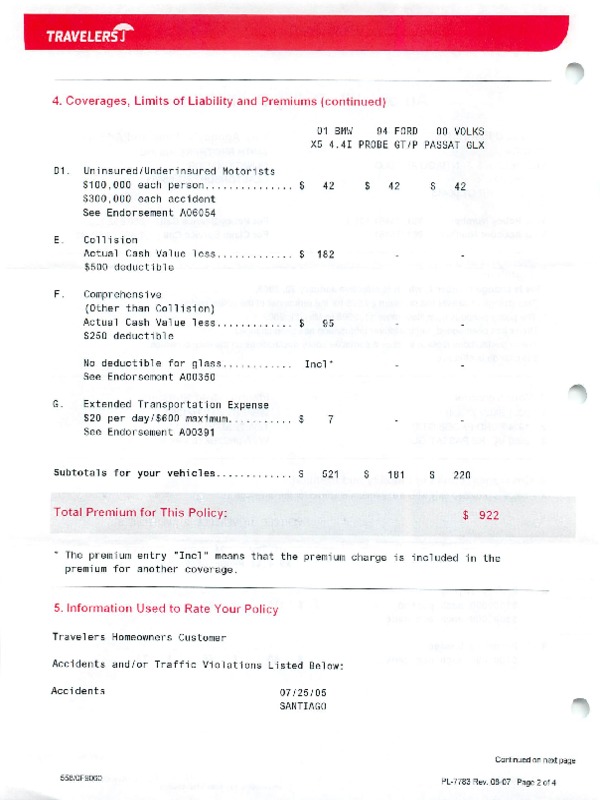 TRAVELERS
4. Coverages, Limits of Liability and Premiums (continued)
01 BMW 94 FORD 00 VOLKS
X5 4.4I PROBE GT/P PASSAT GLX
D1. Uninsured/Underinsured Motorists
$100,000 each person............... $ 42 $ 42 $ 42
$300,000 each accident
See Endorsement A06054
E. Collision
Actual Cash Value less............. $ 182 - -
$500 deductible
F. Comprehensive
(Other than Collision)
Actual Cash Value less............. $ 95 - -
$250 deductible
No deductible for glass............ Incl* - -
See Endorsement A00360
G. Extended Transportation Expense
$20 per day/$600 maximum........... $ 7 - -
See Endorsement A00391
Subtotals for your vehicles............. $ 521 $ 181 $ 220
Total Premium for This Policy: $ 922
* The premium entry "Incl" means that the premium charge is included in the
premium for another coverage.
5. Information Used to Rate Your Policy
Travelers Homeowners Customer
Accidents and/or Traffic Violations Listed Below:
Accidents 07/25/05
SANTIAGO
Continued on next page
PL-7783 Rev. 06-07 Page 2 of 4